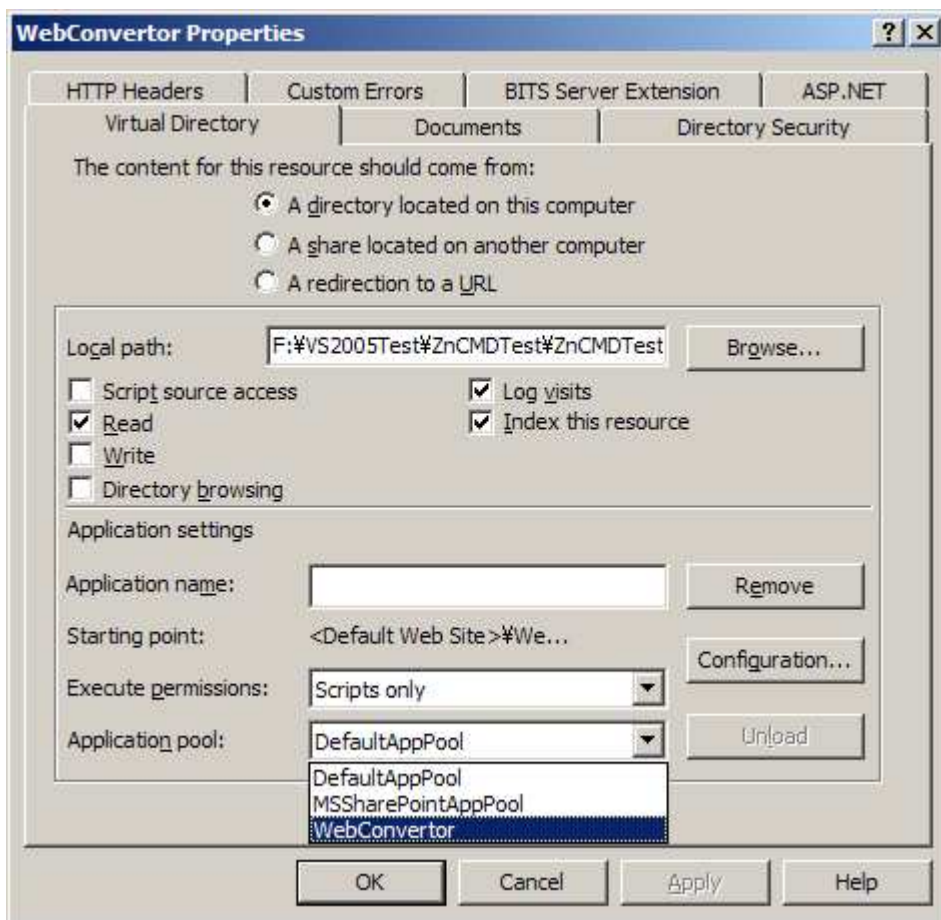 WebConvertor Properties
HTTP Headers Custom Errors BITS Server Extension ASP.NET
Virtual Directory Documents Directory Security
The content for this resource should come from:
A directory located on this computer
A share located on another computer
A redirection to a URL
Local path: F:¥VS2005Test¥ZnCMDTest¥ZnCMDTest Browse...
Script source access Log visits
Read Index this resource
Write
Directory browsing
Application settings
Application name: Remove
Starting point: <Default Web Site>¥We...
Configuration...
Execute permissions: Scripts only
Application pool: DefaultAppPool Unload
DefaultAppPool
MSSharePointAppPool
WebConvertor
OK Cancel Apply Help